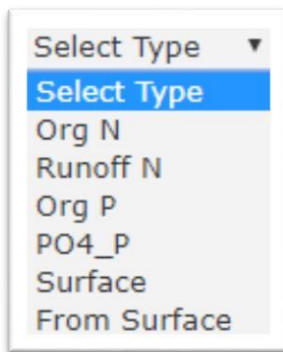 Select Type ▼
Select Type
Org N
Runoff N
Org P
PO4_P
Surface
From Surface